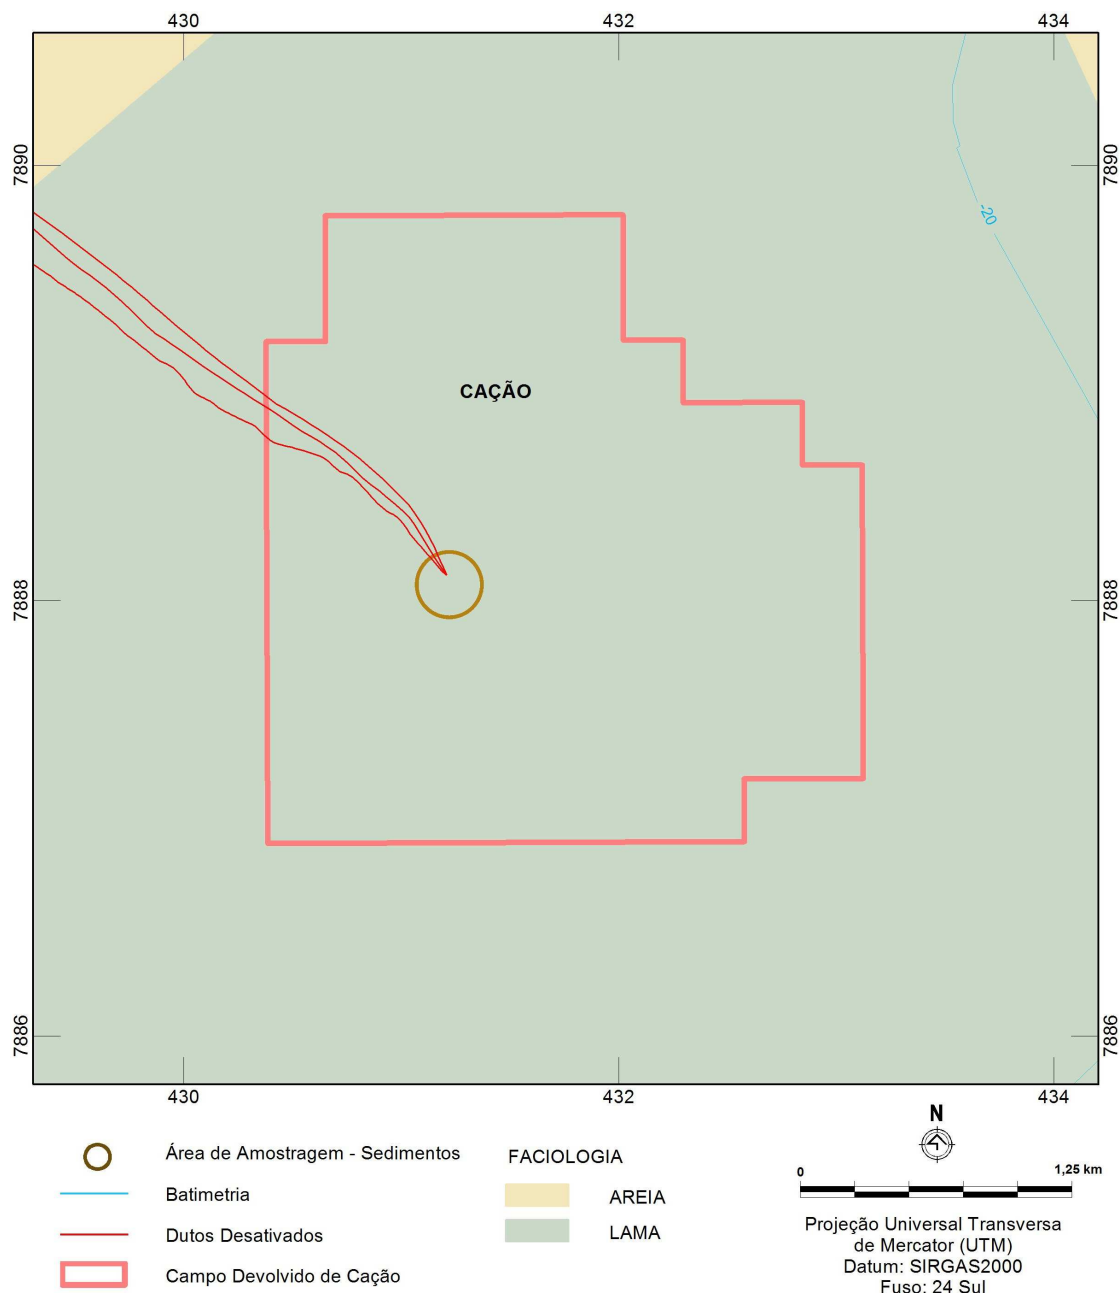 430 432 434
7890 7890
-20
CAÇÃO
7888 7888
7886 7886
430 432 434
N
Área de Amostragem - Sedimentos
Batimetria
Dutos Desativados
Campo Devolvido de Cação
FACIOLOGIA
AREIA
LAMA
0 1,25 km
Projeção Universal Transversa
de Mercator (UTM)
Datum: SIRGAS2000
Fuso: 24 Sul